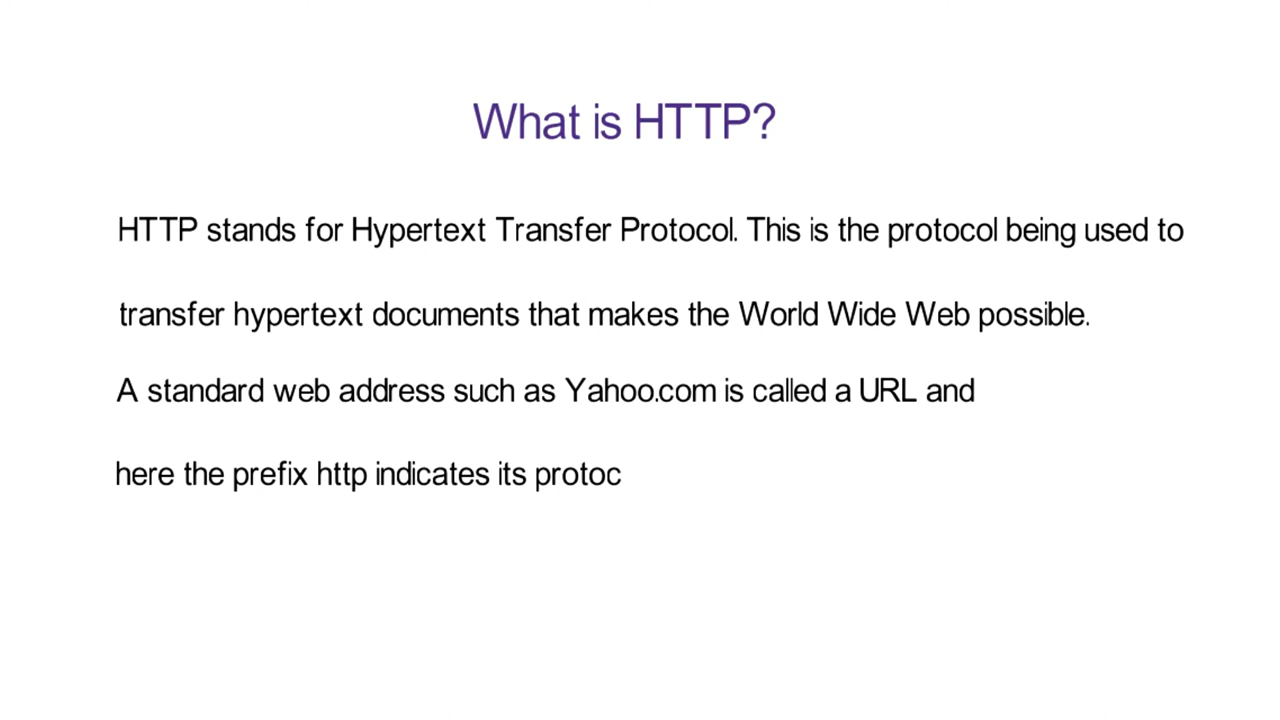 What is HTTP?
HTTP stands for Hypertext Transfer Protocol. This is the protocol being used to
transfer hypertext documents that makes the World Wide Web possible.
A standard web address such as Yahoo.com is called a URL and
here the prefix http indicates its protoc